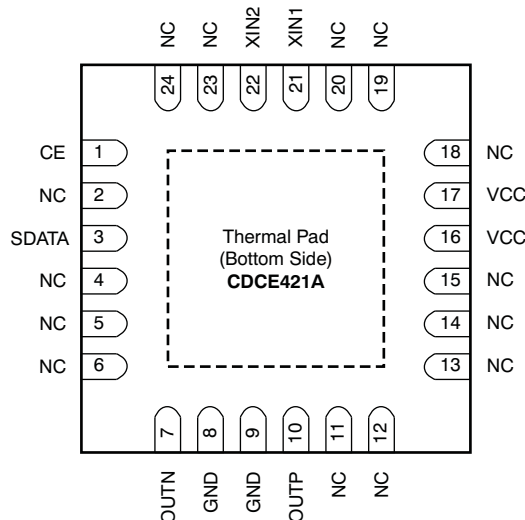 NC NC XIN2 XIN1 NC NC
24 23 22 21 20 19
CE 1
NC 2
SDATA 3
NC 4
NC 5
NC 6
Thermal Pad
(Bottom Side)
CDCE421A
18 NC
17 VCC
16 VCC
15 NC
14 NC
13 NC
7 8 9 10 11 12
OUTN GND GND OUTP NC NC